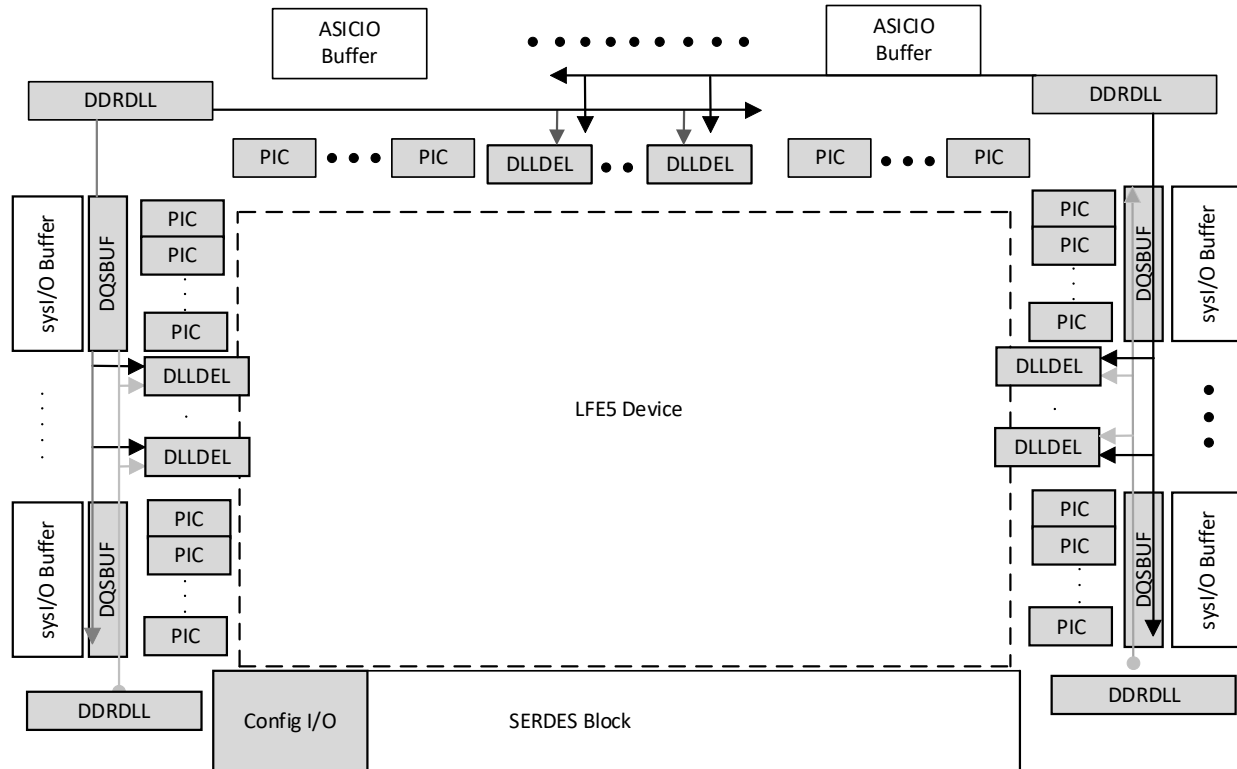 ASICIO
Buffer
ASICIO
Buffer
DDRDLL
DDRDLL
PIC
PIC
DLLDEL
DLLDEL
PIC
PIC
sysI/O Buffer
DQSBUF
PIC
PIC
PIC
DLLDEL
DLLDEL
sysI/O Buffer
DQSBUF
PIC
PIC
PIC
DDRDLL
LFE5 Device
PIC
PIC
PIC
DQSBUF
sysI/O Buffer
DLLDEL
DLLDEL
PIC
PIC
PIC
DQSBUF
sysI/O Buffer
DDRDLL
Config I/O
SERDES Block